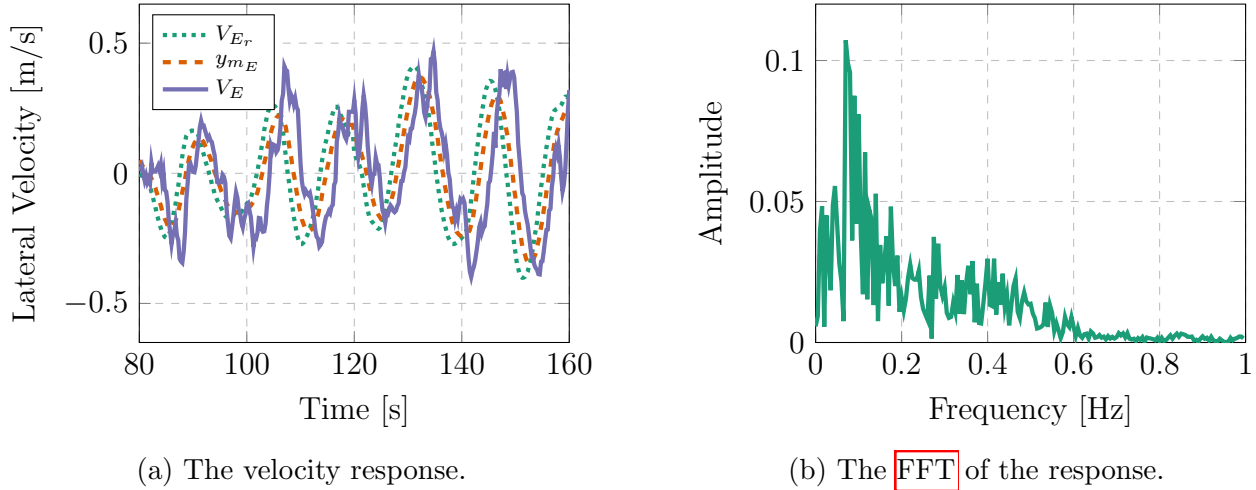 V_{E_r}
y_{m_E}
V_E
Lateral Velocity [m/s]
0.5
0
−0.5
80 100 120 140 160
Time [s]
(a) The velocity response.
Amplitude
0.1
0.05
0
0 0.2 0.4 0.6 0.8 1
Frequency [Hz]
(b) The FFT of the response.